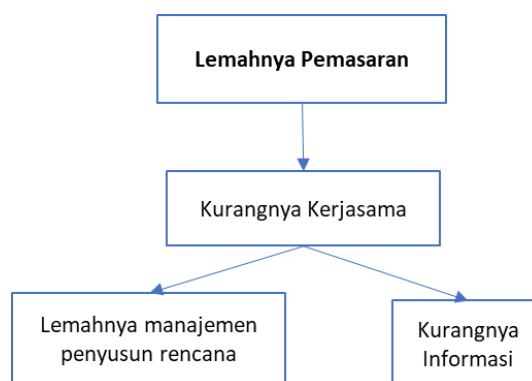 Lemahnya Pemasaran
Kurangnya Kerjasama
Lemahnya manajemen
penyusun rencana
Kurangnya
Informasi